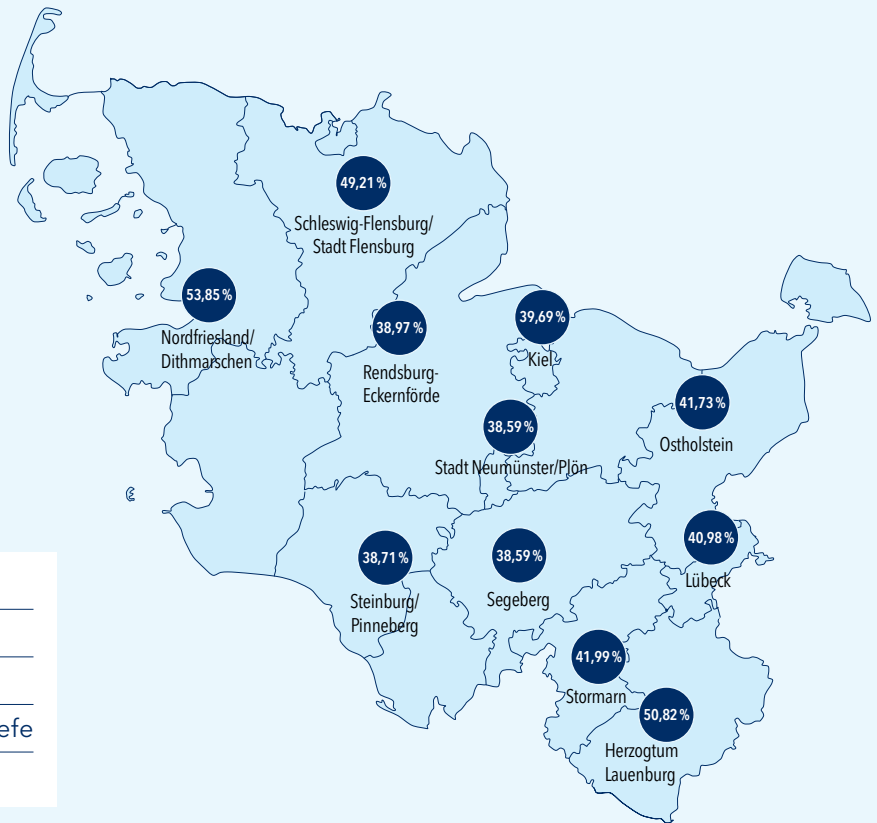 49,21 %
Schleswig-Flensburg/
Stadt Flensburg
53,85 %
Nordfriesland/
Dithmarschen
38,97 %
Rendsburg-
Eckernförde
39,69 %
Kiel
41,73 %
Ostholstein
38,59 %
Stadt Neumünster/Plön
40,98 %
Lübeck
38,71 %
Steinburg/
Pinneberg
38,59 %
Segeberg
41,99 %
Stormarn
50,82 %
Herzogtum
Lauenburg
efe